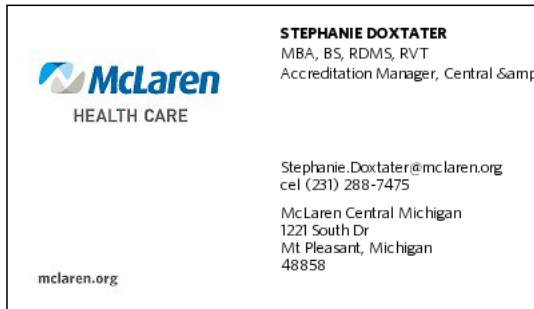 McLaren
HEALTH CARE
mclaren.org
STEPHANIE DOXTATER
MBA, BS, RDMS, RVT
Accreditation Manager, Central &amp
Stephanie.Doxtater@mclaren.org
cel (231) 288-7475
McLaren Central Michigan
1221 South Dr
Mt Pleasant, Michigan
48858